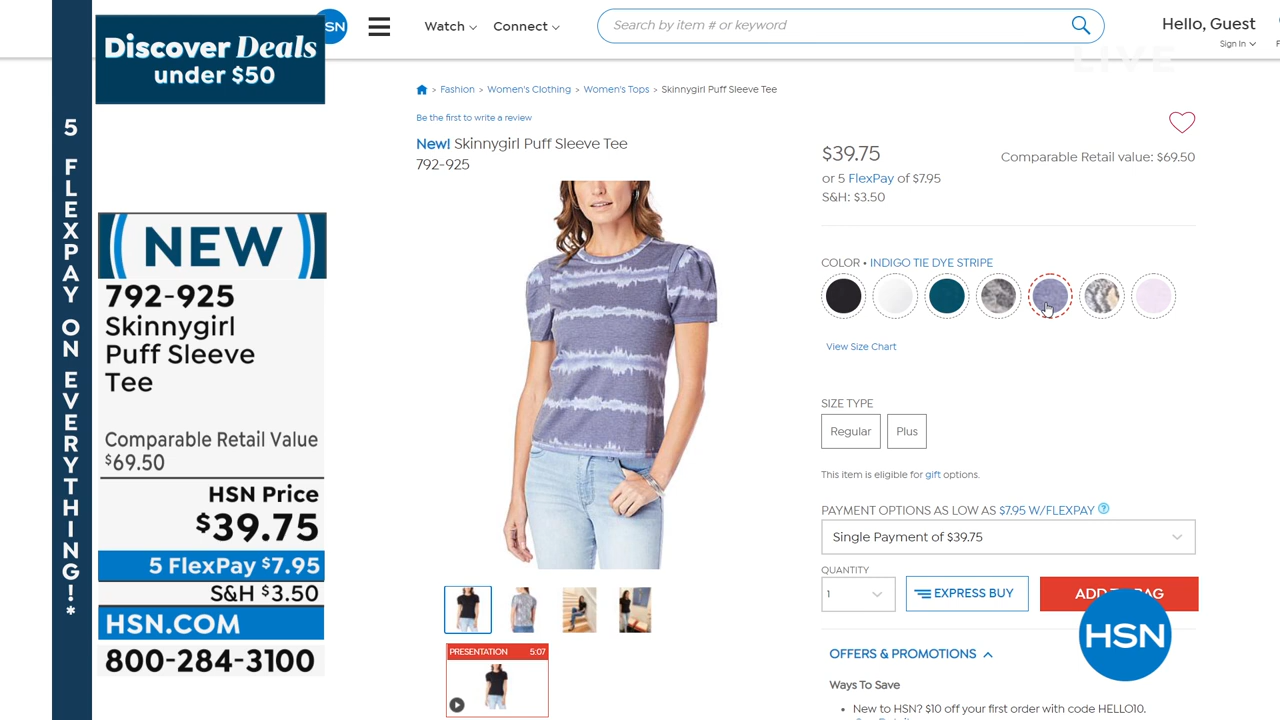 Discover Deals
under $50
5 FLEXPAY ON EVERYTHING!*
(NEW)
792-925
Skinnygirl
Puff Sleeve
Tee
Comparable Retail Value
$69.50
HSN Price
$39.75
5 FlexPay $7.95
S&H $3.50
HSN.COM
800-284-3100
SN
Watch
Connect
Search by item # or keyword
Hello, Guest
Sign In
LIVE
> Fashion > Women's Clothing > Women's Tops > Skinnygirl Puff Sleeve Tee
Be the first to write a review
New! Skinnygirl Puff Sleeve Tee
792-925
PRESENTATION 5:07
$39.75
Comparable Retail value: $69.50
or 5 FlexPay of $7.95
S&H: $3.50
COLOR • INDIGO TIE DYE STRIPE
View Size Chart
SIZE TYPE
Regular
Plus
This item is eligible for gift options.
PAYMENT OPTIONS AS LOW AS $7.95 W/FLEXPAY ?
Single Payment of $39.75
QUANTITY
1
EXPRESS BUY
ADD TO BAG
HSN
OFFERS & PROMOTIONS
Ways To Save
• New to HSN? $10 off your first order with code HELLO10.